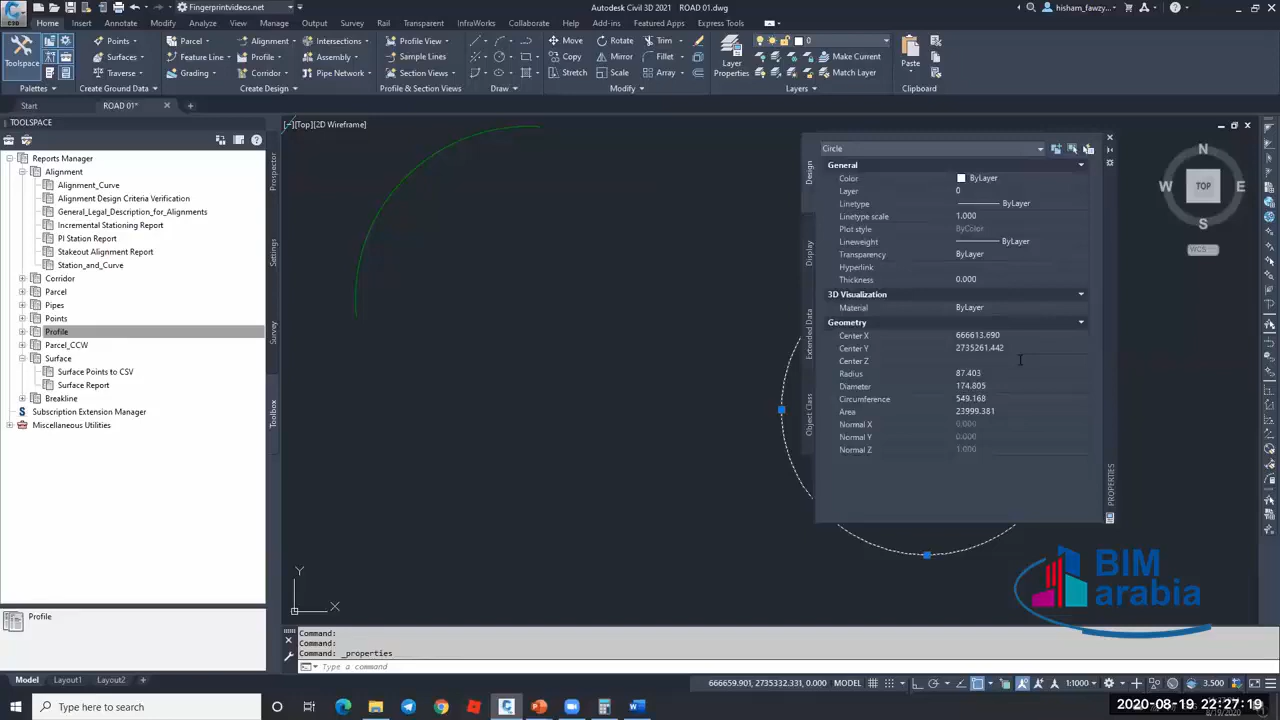 C3D
Fingerprintvideos.net
Autodesk Civil 3D 2021 ROAD 01.dwg
hisham_fawzy...
Home Insert Annotate Modify Analyze View Manage Output Survey Rail Transparent InfraWorks Collaborate Help Add-ins Featured Apps Express Tools
Toolspace
Palettes
Points
Surfaces
Traverse
Create Ground Data
Parcel
Feature Line
Grading
Alignment
Profile
Corridor
Intersections
Assembly
Pipe Network
Create Design
Profile View
Sample Lines
Section Views
Profile & Section Views
Draw
Move
Copy
Stretch
Rotate
Mirror
Scale
Trim
Fillet
Array
Modify
Layer
Properties
0
Make Current
Match Layer
Layers
Paste
Clipboard
Start
ROAD 01*
TOOLSPACE
Reports Manager
Alignment
Alignment_Curve
Alignment Design Criteria Verification
General_Legal_Description_for_Alignments
Incremental Stationing Report
PI Station Report
Stakeout Alignment Report
Station_and_Curve
Corridor
Parcel
Pipes
Points
Profile
Parcel_CCW
Surface
Surface Points to CSV
Surface Report
Breakline
Subscription Extension Manager
Miscellaneous Utilities
Profile
Prospector
Settings
Survey
Toolbox
[−][Top][2D Wireframe]
Circle
General
Color ByLayer
Layer 0
Linetype ByLayer
Linetype scale 1.000
Plot style ByColor
Lineweight ByLayer
Transparency ByLayer
Hyperlink
Thickness 0.000
3D Visualization
Material ByLayer
Geometry
Center X 666613.690
Center Y 2735261.442
Center Z
Radius 87.403
Diameter 174.805
Circumference 549.168
Area 23999.381
Normal X 0.000
Normal Y 0.000
Normal Z 1.000
Design
Display
Extended Data
Object Class
PROPERTIES
N
W TOP E
S
WCS
Y
X
BIM
arabia
Command:
Command:
Command: _properties
Type a command
Model Layout1 Layout2
666659.901, 2735332.331, 0.000 MODEL 1:1000 3.500
Type here to search
2020-08-19 22:27:19